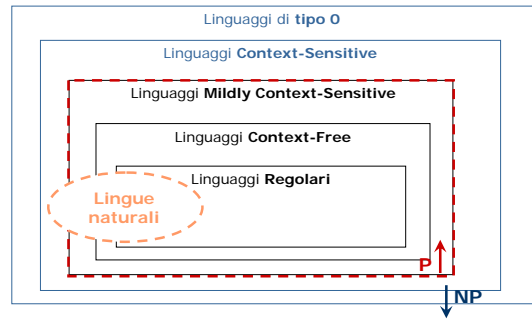 Linguaggi di tipo 0
Linguaggi Context-Sensitive
Linguaggi Mildly Context-Sensitive
Linguaggi Context-Free
Linguaggi Regolari
Lingue
naturali
P
NP